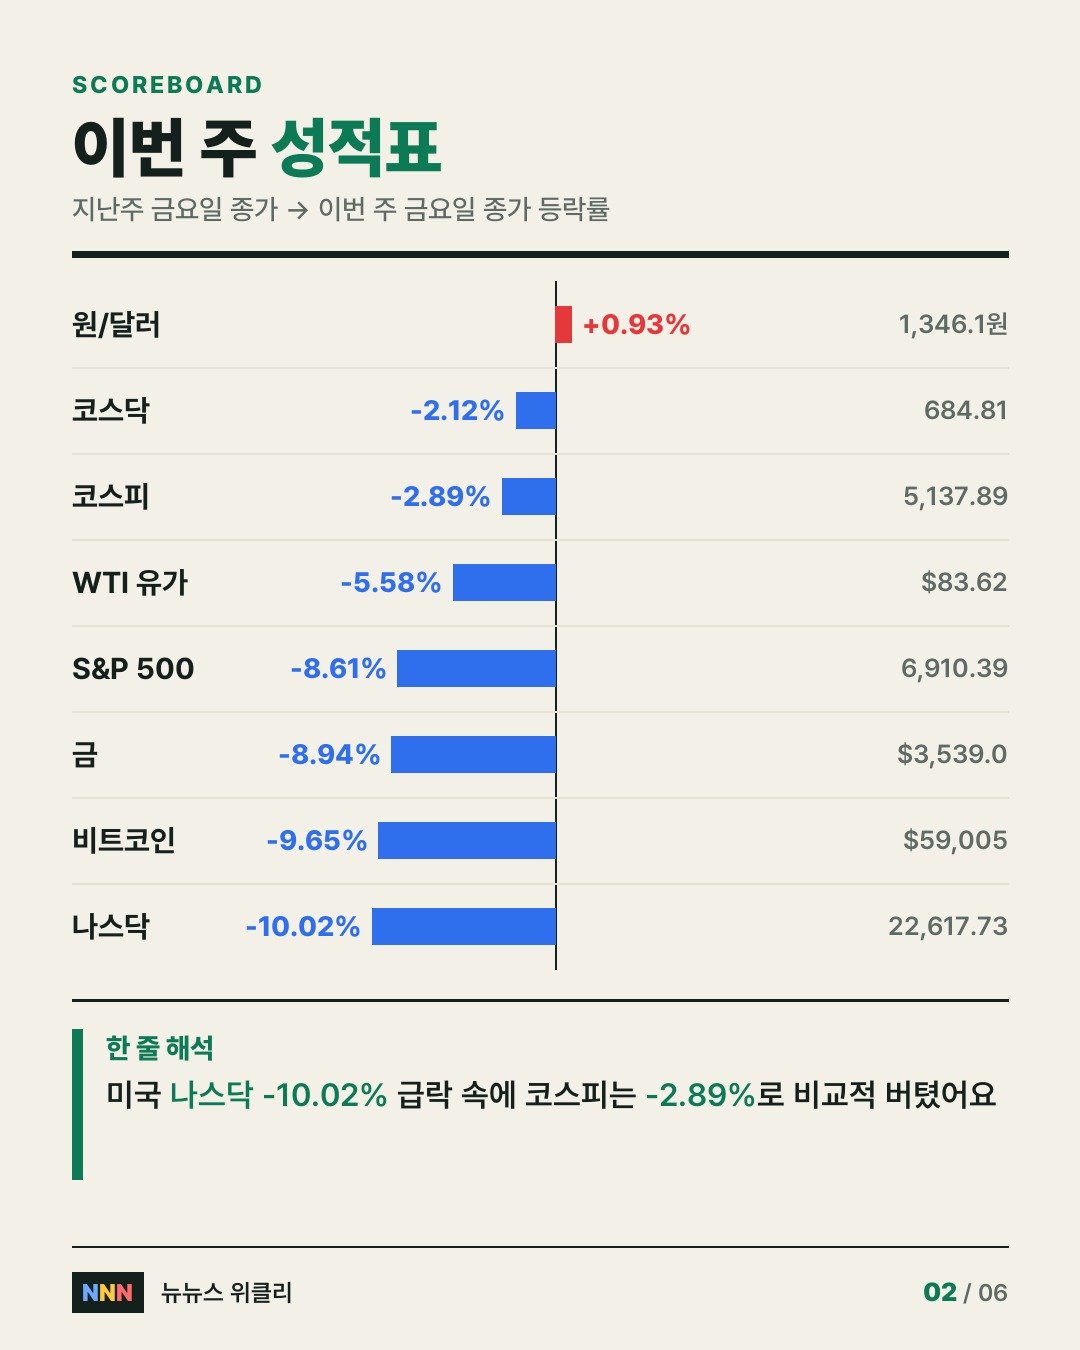 SCOREBOARD
이번 주 성적표
지난주 금요일 종가 → 이번 주 금요일 종가 등락률
원/달러 +0.93% 1,346.1원
코스닥 -2.12% 684.81
코스피 -2.89% 5,137.89
WTI 유가 -5.58% $83.62
S&P 500 -8.61% 6,910.39
금 -8.94% $3,539.0
비트코인 -9.65% $59,005
나스닥 -10.02% 22,617.73
한 줄 해석
미국 나스닥 -10.02% 급락 속에 코스피는 -2.89%로 비교적 버텼어요
NNN 뉴뉴스 위클리 02 / 06